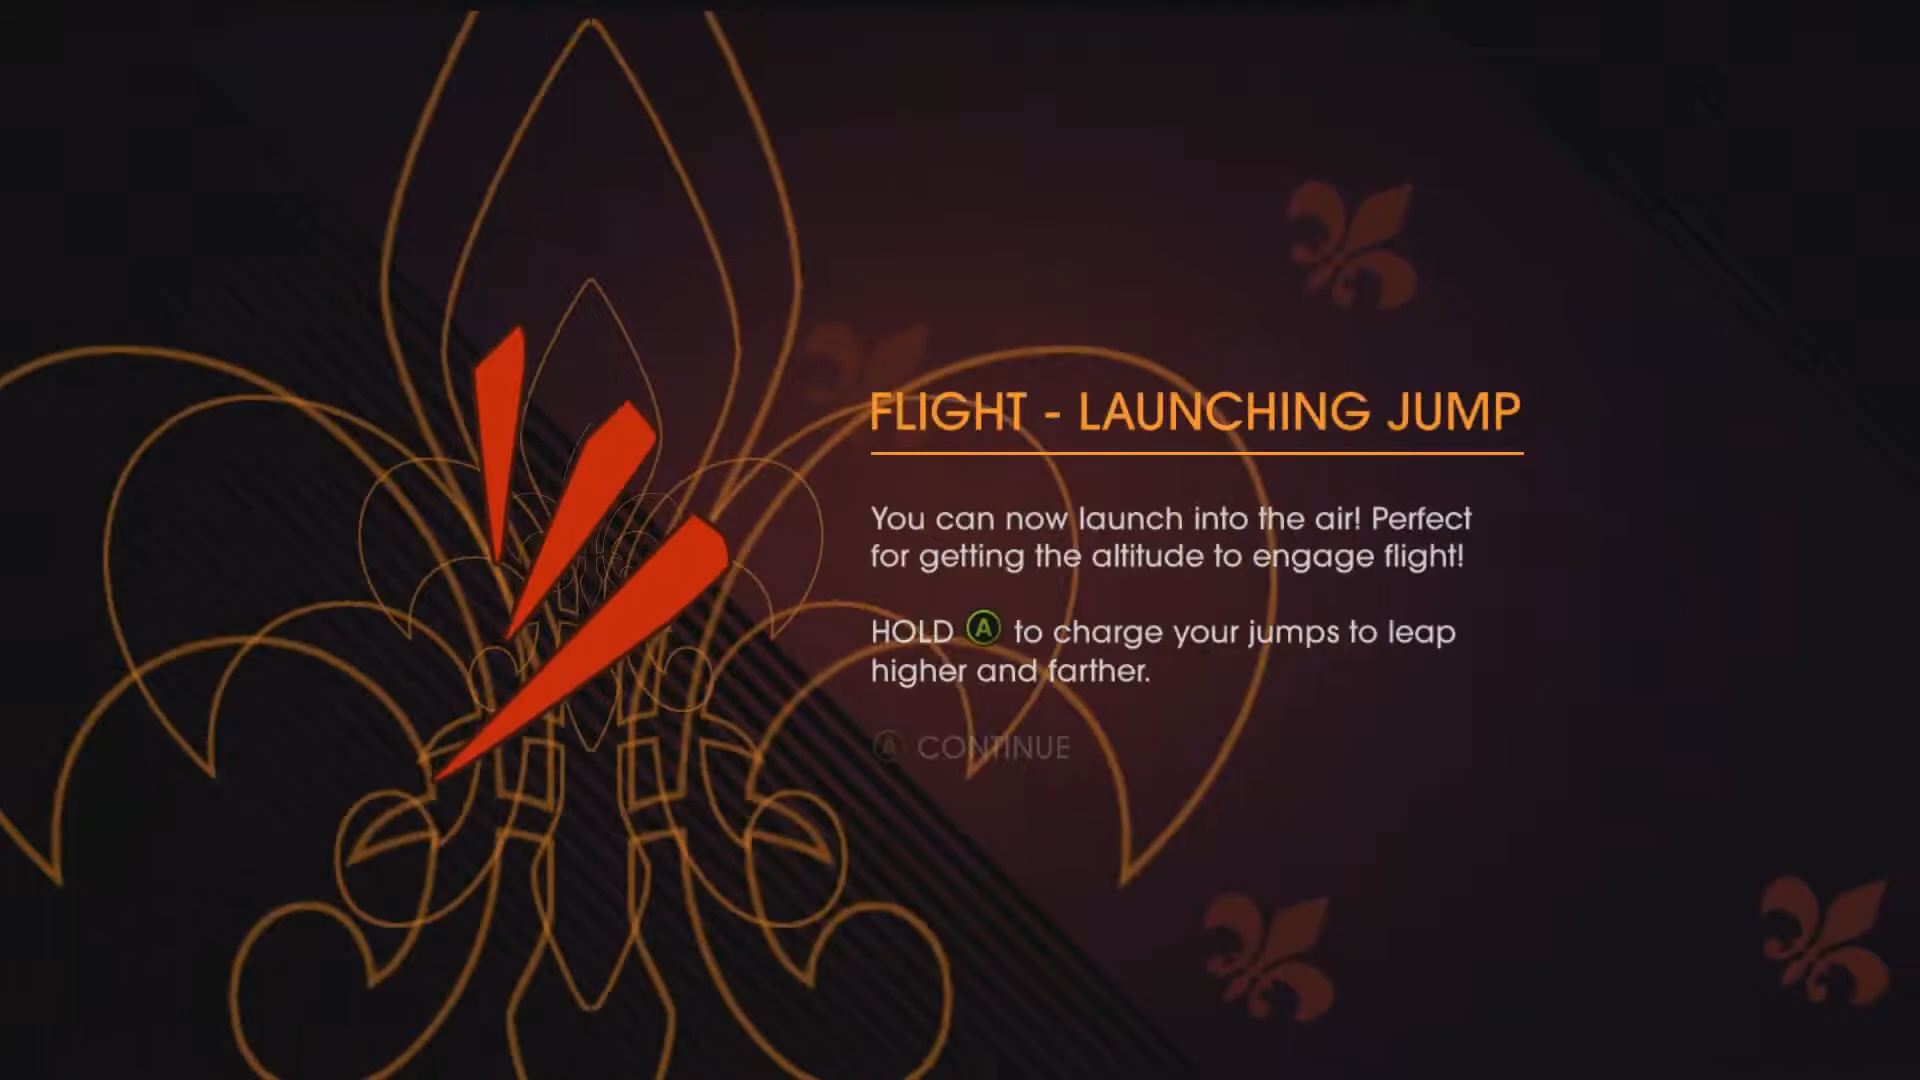 FLIGHT - LAUNCHING JUMP
You can now launch into the air! Perfect
for getting the altitude to engage flight!
HOLD A to charge your jumps to leap
higher and farther.
A CONTINUE